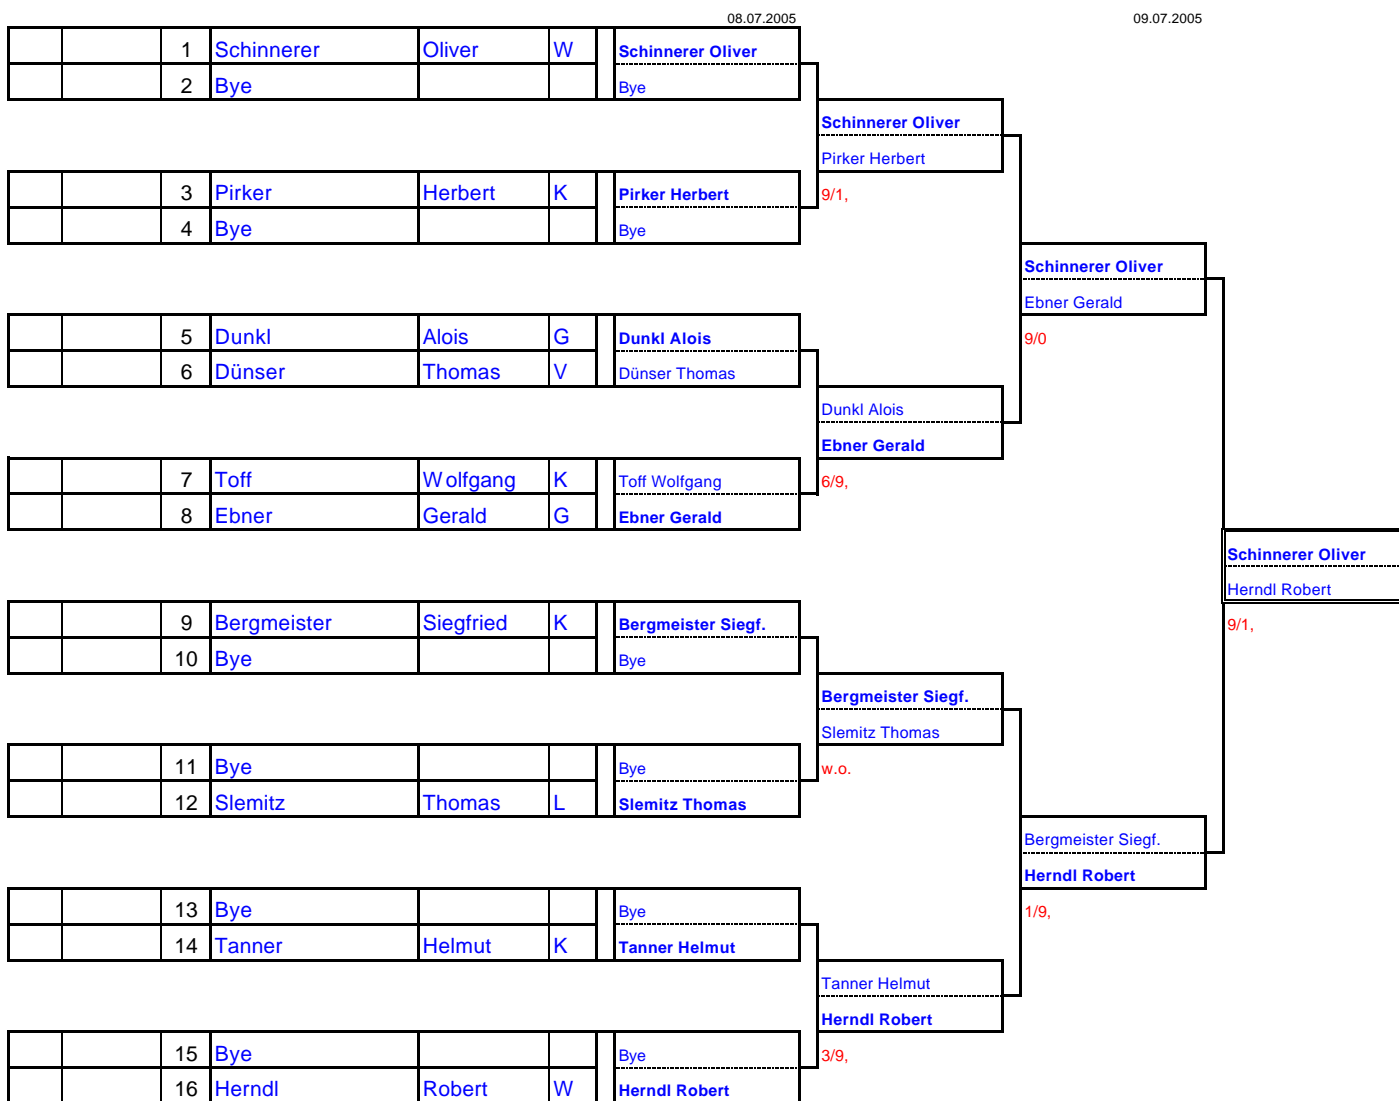 08.07.2005 09.07.2005
1 Schinnerer Oliver W Schinnerer Oliver
2 Bye Bye
Schinnerer Oliver
Pirker Herbert
3 Pirker Herbert K Pirker Herbert 9/1,
4 Bye Bye
Schinnerer Oliver
Ebner Gerald
5 Dunkl Alois G Dunkl Alois 9/0
6 Dünser Thomas V Dünser Thomas
Dunkl Alois
Ebner Gerald
7 Toff Wolfgang K Toff Wolfgang 6/9,
8 Ebner Gerald G Ebner Gerald
Schinnerer Oliver
Herndl Robert
9 Bergmeister Siegfried K Bergmeister Siegf. 9/1,
10 Bye Bye
Bergmeister Siegf.
Slemitz Thomas
11 Bye Bye w.o.
12 Slemitz Thomas L Slemitz Thomas
Bergmeister Siegf.
Herndl Robert
13 Bye Bye 1/9,
14 Tanner Helmut K Tanner Helmut
Tanner Helmut
Herndl Robert
15 Bye Bye 3/9,
16 Herndl Robert W Herndl Robert